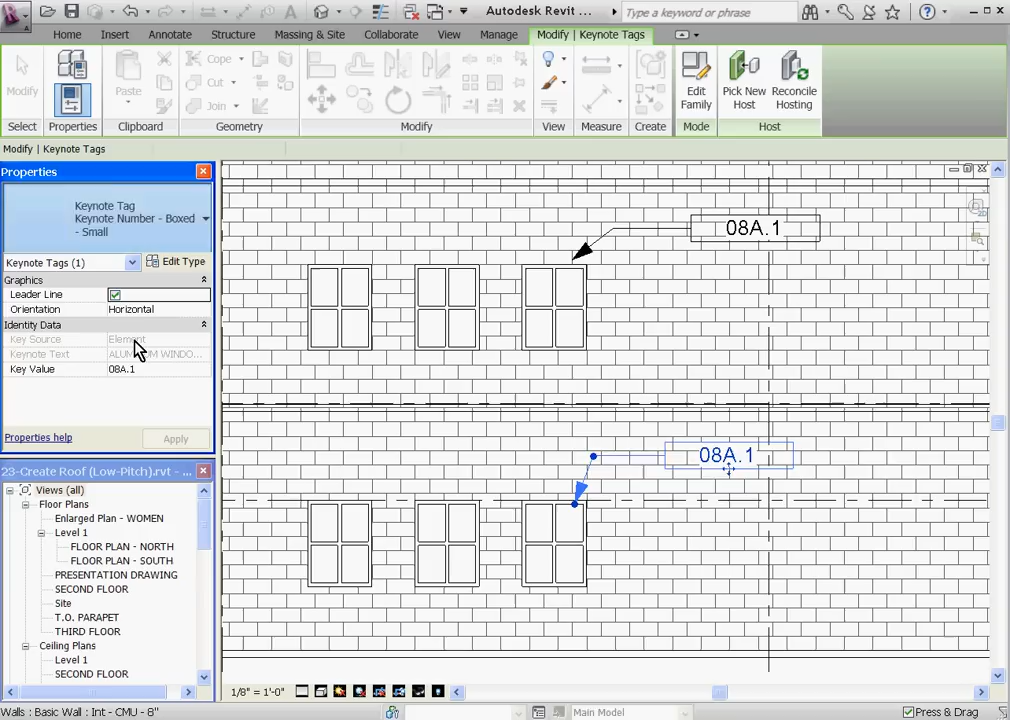 Autodesk Revit ...
Type a keyword or phrase
Home Insert Annotate Structure Massing & Site Collaborate View Manage Modify | Keynote Tags
Modify
Paste
Cope
Cut
Join
Edit Family
Pick New Host
Reconcile Hosting
Select Properties Clipboard Geometry Modify View Measure Create Mode Host
Modify | Keynote Tags
Properties
Keynote Tag
Keynote Number - Boxed
- Small
Keynote Tags (1) Edit Type
Graphics
Leader Line
Orientation Horizontal
Identity Data
Key Source Element
Keynote Text
Key Value 08A.1
Properties help Apply
23-Create Roof (Low-Pitch).rvt - ...
Views (all)
Floor Plans
Enlarged Plan - WOMEN
Level 1
FLOOR PLAN - NORTH
FLOOR PLAN - SOUTH
PRESENTATION DRAWING
SECOND FLOOR
Site
T.O. PARAPET
THIRD FLOOR
Ceiling Plans
Level 1
SECOND FLOOR
08A.1
08A.1
1/8" = 1'-0"
Walls : Basic Wall : Int - CMU - 8"
Main Model
Press & Drag